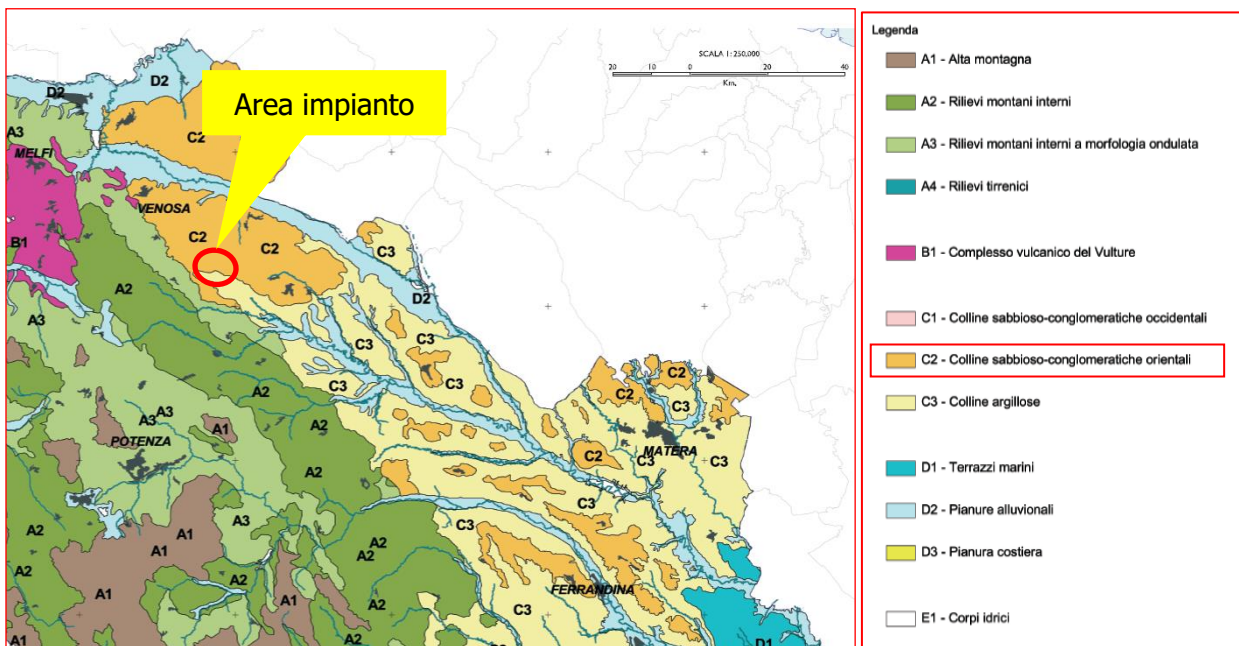 SCALA 1: 250,000
20 10 0 20 40
Km.
D2
D2
Area impianto
A3
C2
MELFI
VENOSA
C2
C2
C3
B1
A2
D2
A3
C3
C3
C3
A2
C2
C2
C3
A3
A3
A1
A2
POTENZA
C2
MATERA
C3
C3
C3
A2
A1
A3
C3
A1
A2
A2
A1
A2
A2
A1
FERRANDINA
A2
C3
A1
A2
D1
Legenda
A1 - Alta montagna
A2 - Rilievi montani interni
A3 - Rilievi montani interni a morfologia ondulata
A4 - Rilievi tirrenici
B1 - Complesso vulcanico del Vulture
C1 - Colline sabbioso-conglomeratiche occidentali
C2 - Colline sabbioso-conglomeratiche orientali
C3 - Colline argillose
D1 - Terrazzi marini
D2 - Pianure alluvionali
D3 - Pianura costiera
E1 - Corpi idrici